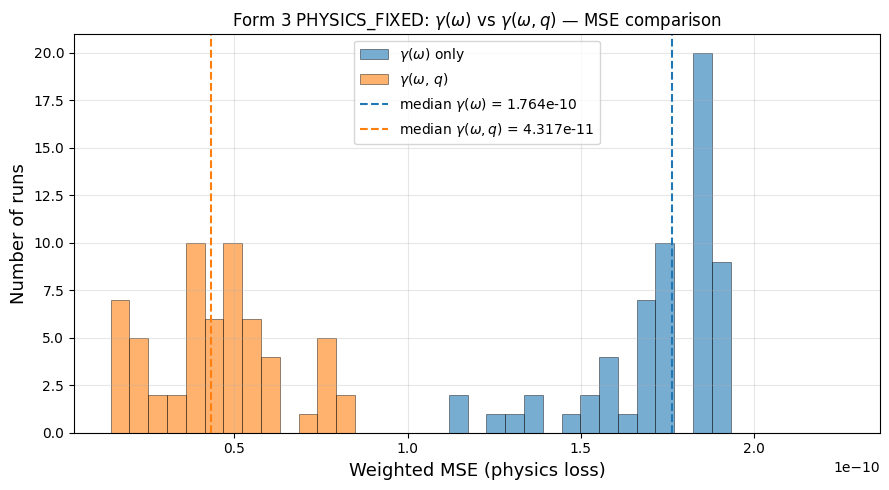 Form 3 PHYSICS_FIXED: γ(ω) vs γ(ω, q) — MSE comparison
γ(ω) only
γ(ω, q)
median γ(ω) = 1.764e-10
median γ(ω, q) = 4.317e-11
Number of runs
20.0
17.5
15.0
12.5
10.0
7.5
5.0
2.5
0.0
0.5
1.0
1.5
2.0
1e−10
Weighted MSE (physics loss)